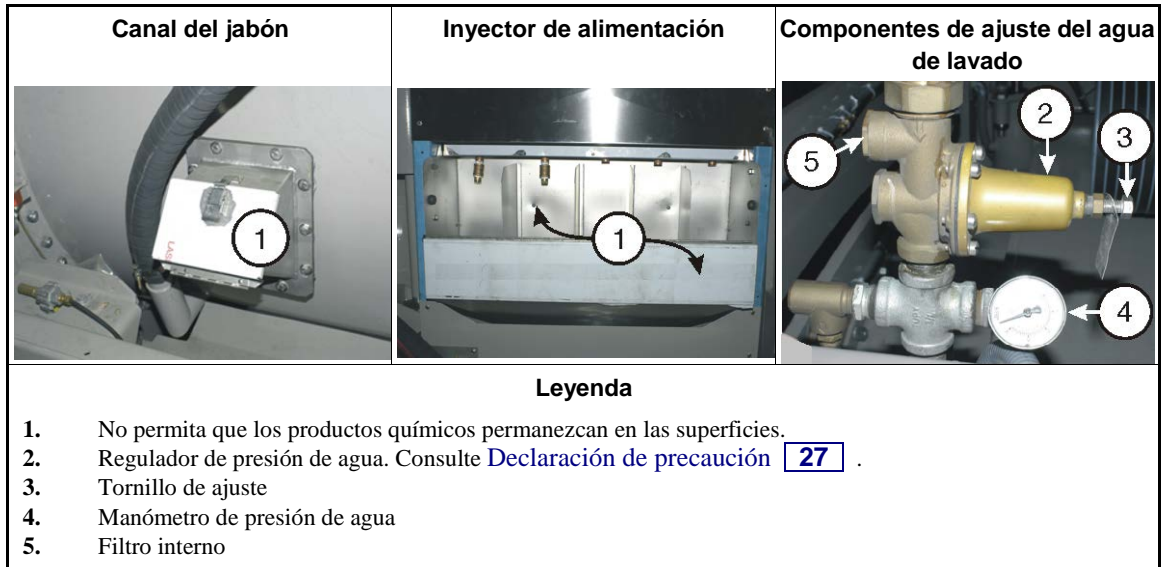 Canal del jabón
Inyector de alimentación
Componentes de ajuste del agua
de lavado
1
1
2
3
5
4
Leyenda
1. No permita que los productos químicos permanezcan en las superficies.
2. Regulador de presión de agua. Consulte Declaración de precaución 27 .
3. Tornillo de ajuste
4. Manómetro de presión de agua
5. Filtro interno